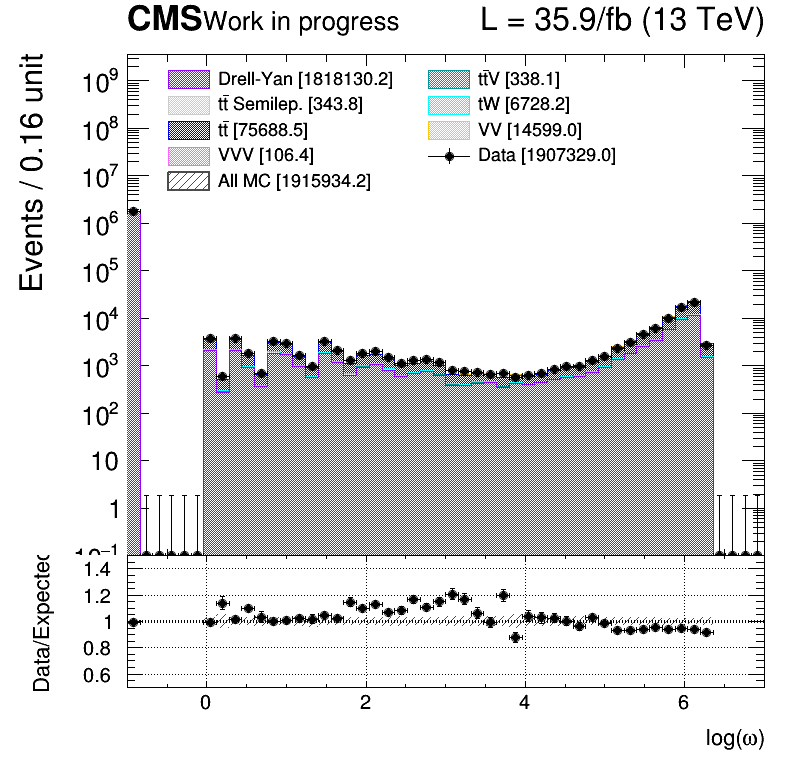 CMS Work in progress L = 35.9/fb (13 TeV)
Events / 0.16 unit
10⁹
10⁸
10⁷
10⁶
10⁵
10⁴
10³
10²
10
1
10⁻¹
Drell-Yan [1818130.2]
tt̄ Semilep. [343.8]
tt̄ [75688.5]
VVV [106.4]
All MC [1915934.2]
tt̄V [338.1]
tW [6728.2]
VV [14599.0]
Data [1907329.0]
Data/Expected
1.4
1.2
1
0.8
0.6
0 2 4 6
log(ω)